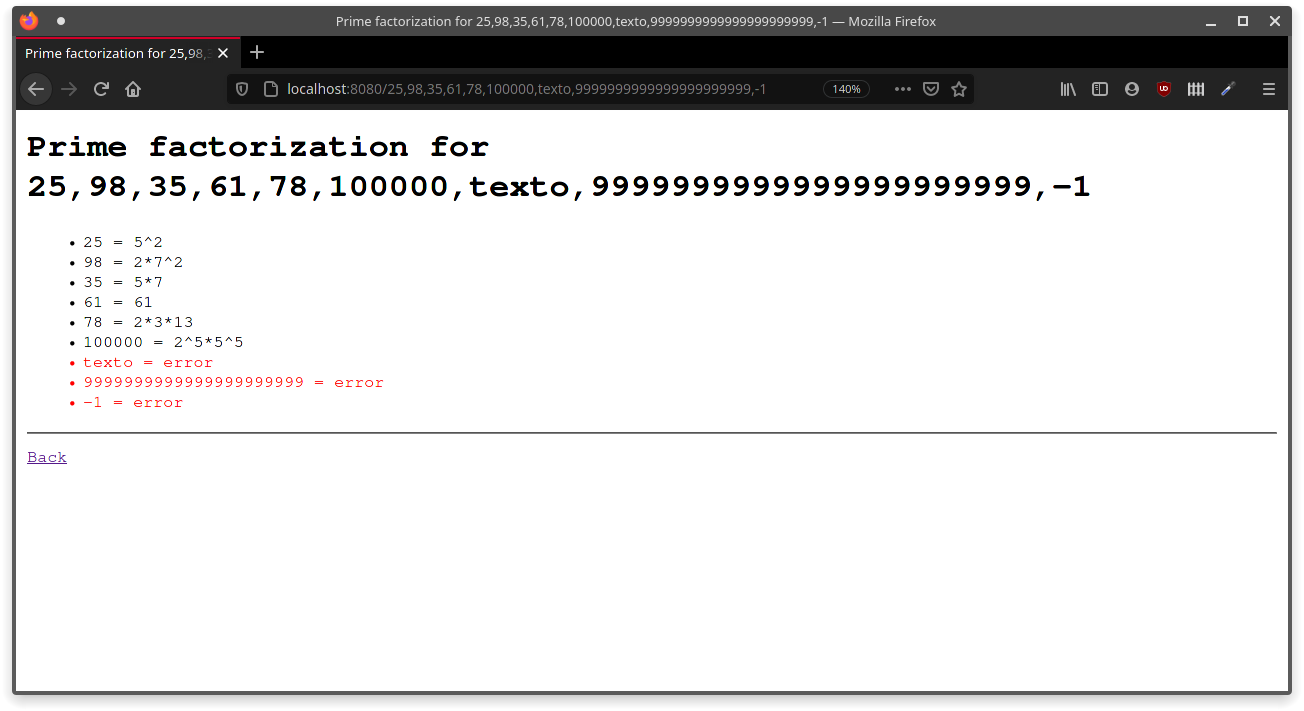 Prime factorization for 25,98,35,61,78,100000,texto,9999999999999999999999,-1 — Mozilla Firefox
Prime factorization for 25,98,3
localhost:8080/25,98,35,61,78,100000,texto,9999999999999999999999,-1 140%
Prime factorization for
25,98,35,61,78,100000,texto,9999999999999999999999,-1
• 25 = 5^2
• 98 = 2*7^2
• 35 = 5*7
• 61 = 61
• 78 = 2*3*13
• 100000 = 2^5*5^5
• texto = error
• 9999999999999999999999 = error
• -1 = error
Back